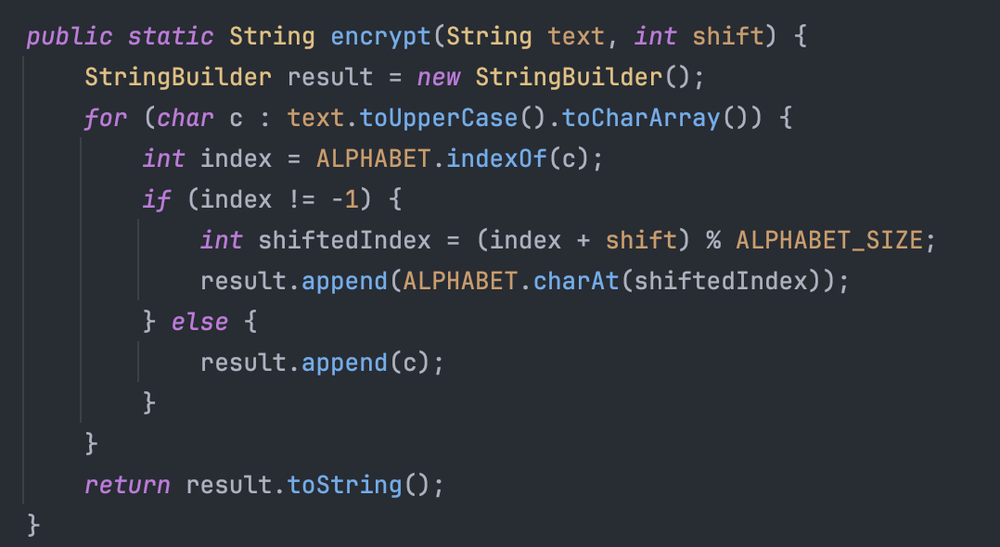 public static String encrypt(String text, int shift) {
    StringBuilder result = new StringBuilder();
    for (char c : text.toUpperCase().toCharArray()) {
        int index = ALPHABET.indexOf(c);
        if (index != -1) {
            int shiftedIndex = (index + shift) % ALPHABET_SIZE;
            result.append(ALPHABET.charAt(shiftedIndex));
        } else {
            result.append(c);
        }
    }
    return result.toString();
}